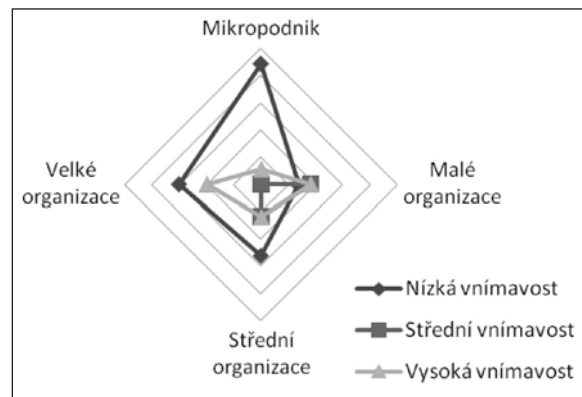 Mikropodnik
Velké
organizace
Malé
organizace
Střední
organizace
Nízká vnímavost
Střední vnímavost
Vysoká vnímavost